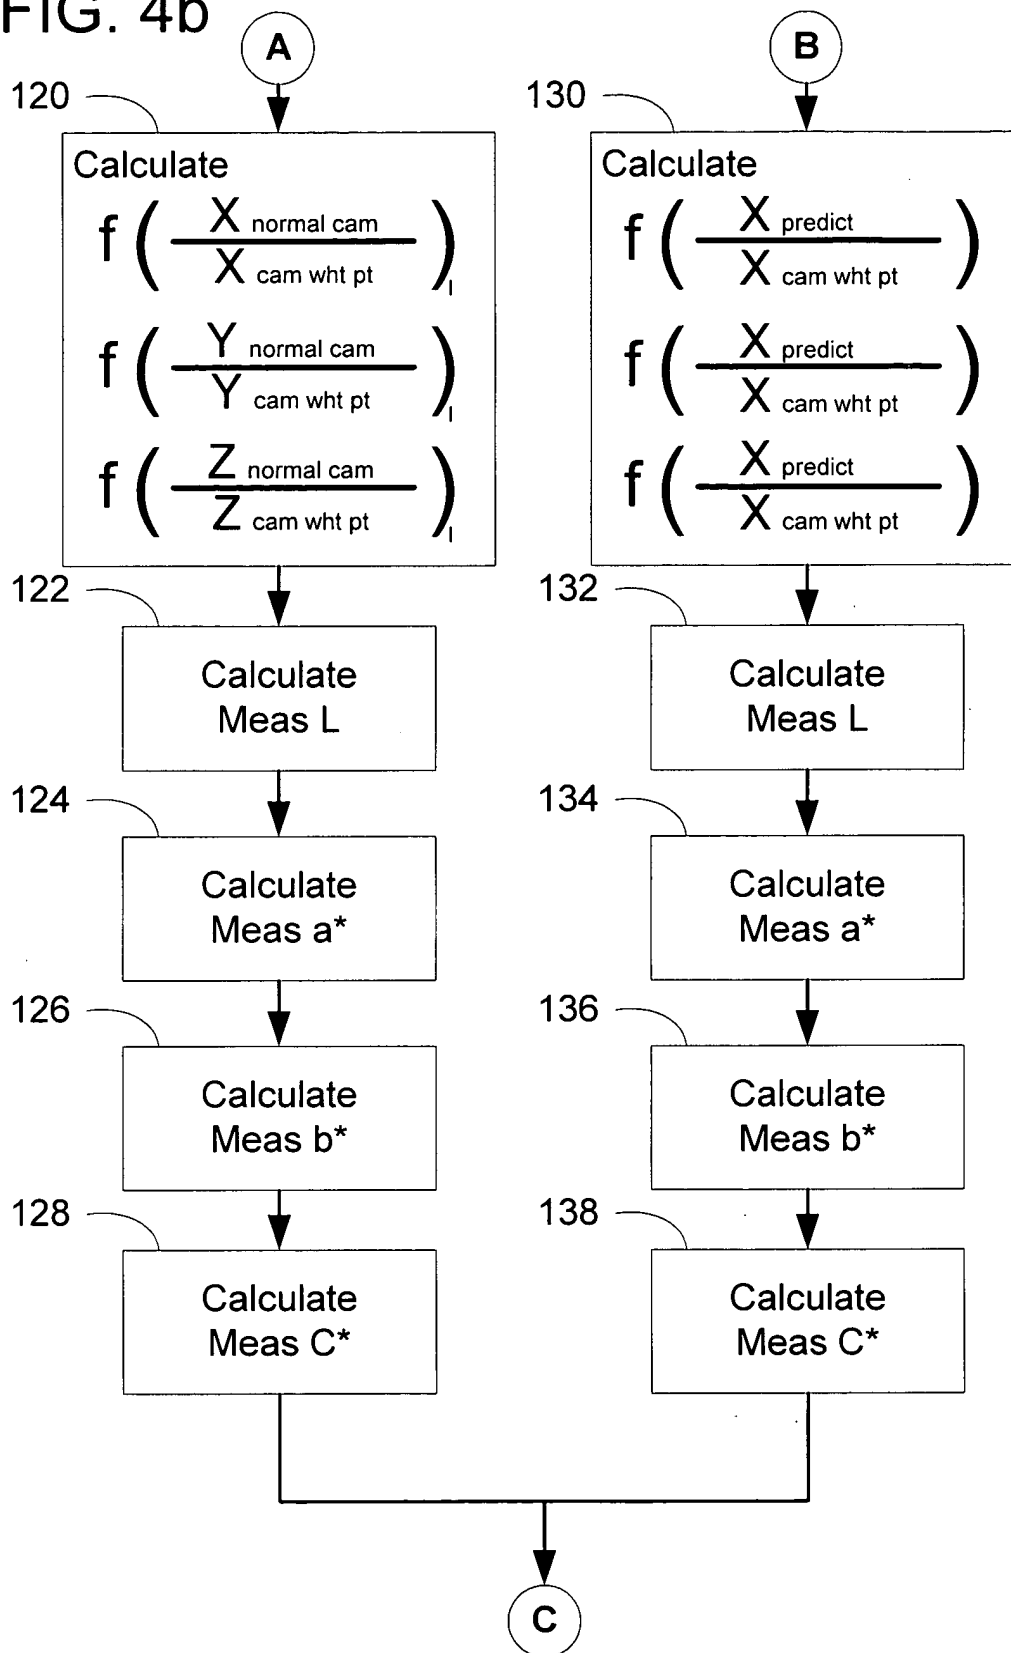 FIG. 4b
A
120
Calculate
f ( X normal cam / X cam wht pt )
f ( Y normal cam / Y cam wht pt )
f ( Z normal cam / Z cam wht pt )
122
Calculate
Meas L
124
Calculate
Meas a*
126
Calculate
Meas b*
128
Calculate
Meas C*
B
130
Calculate
f ( X predict / X cam wht pt )
f ( X predict / X cam wht pt )
f ( X predict / X cam wht pt )
132
Calculate
Meas L
134
Calculate
Meas a*
136
Calculate
Meas b*
138
Calculate
Meas C*
C